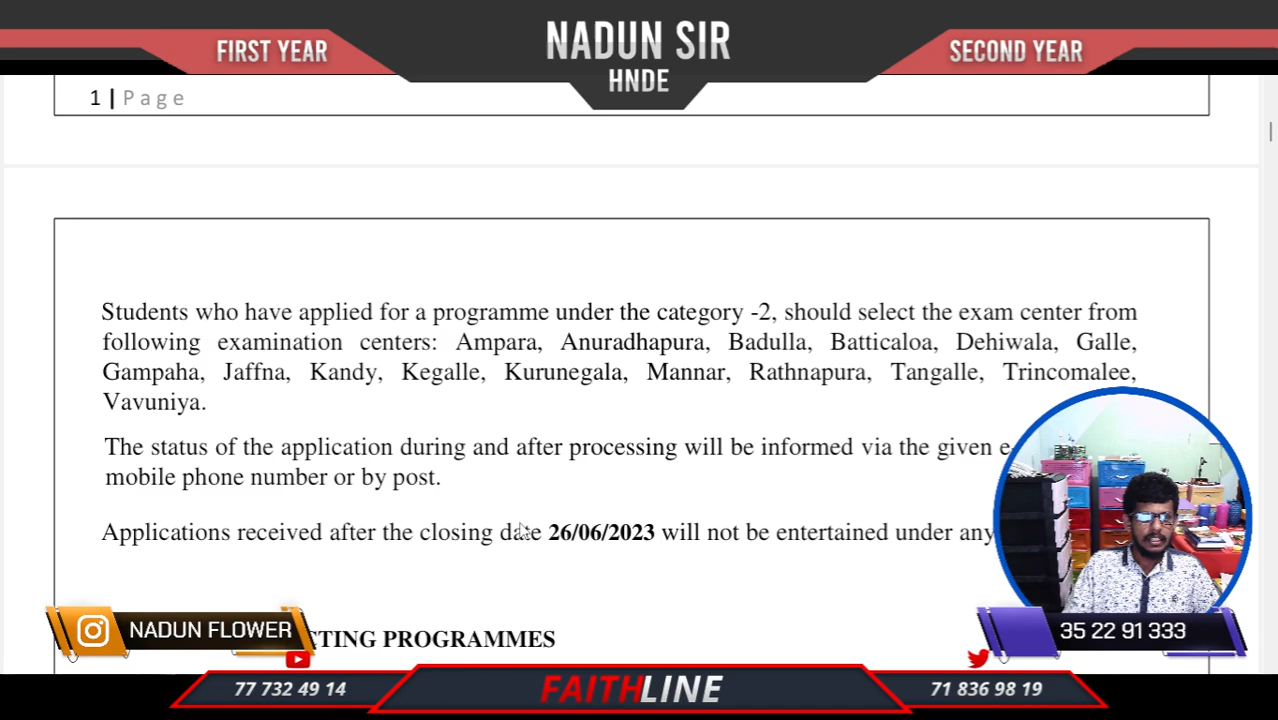 FIRST YEAR
NADUN SIR
HNDE
SECOND YEAR
1 | Page
Students who have applied for a programme under the category -2, should select the exam center from
following examination centers: Ampara, Anuradhapura, Badulla, Batticaloa, Dehiwala, Galle,
Gampaha, Jaffna, Kandy, Kegalle, Kurunegala, Mannar, Rathnapura, Tangalle, Trincomalee,
Vavuniya.
The status of the application during and after processing will be informed via the given e-
mobile phone number or by post.
Applications received after the closing date 26/06/2023 will not be entertained under any
CTING PROGRAMMES
NADUN FLOWER
35 22 91 333
77 732 49 14
FAITHLINE
71 836 98 19